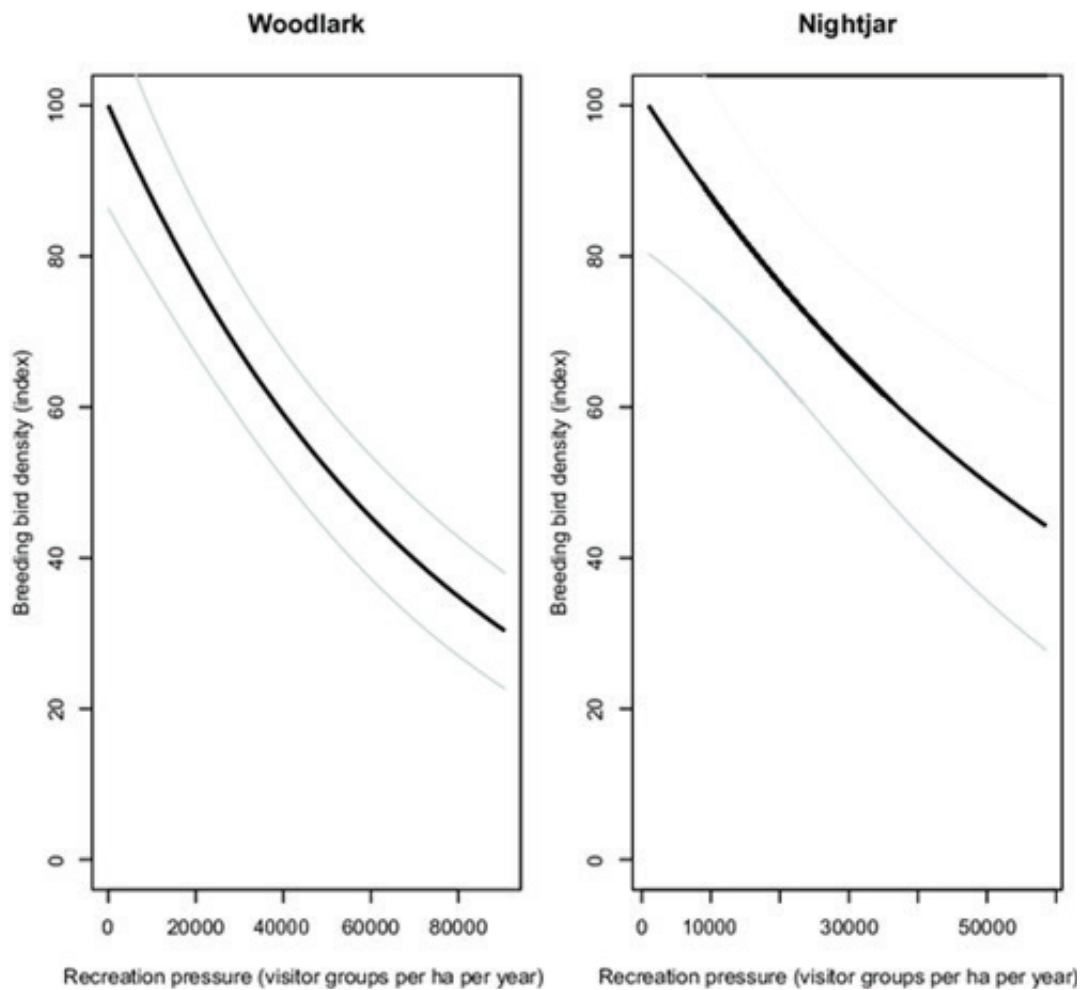 Woodlark
Breeding bird density (index)
100
80
60
40
20
0
0 20000 40000 60000 80000
Recreation pressure (visitor groups per ha per year)
Nightjar
Breeding bird density (index)
100
80
60
40
20
0
0 10000 30000 50000
Recreation pressure (visitor groups per ha per year)